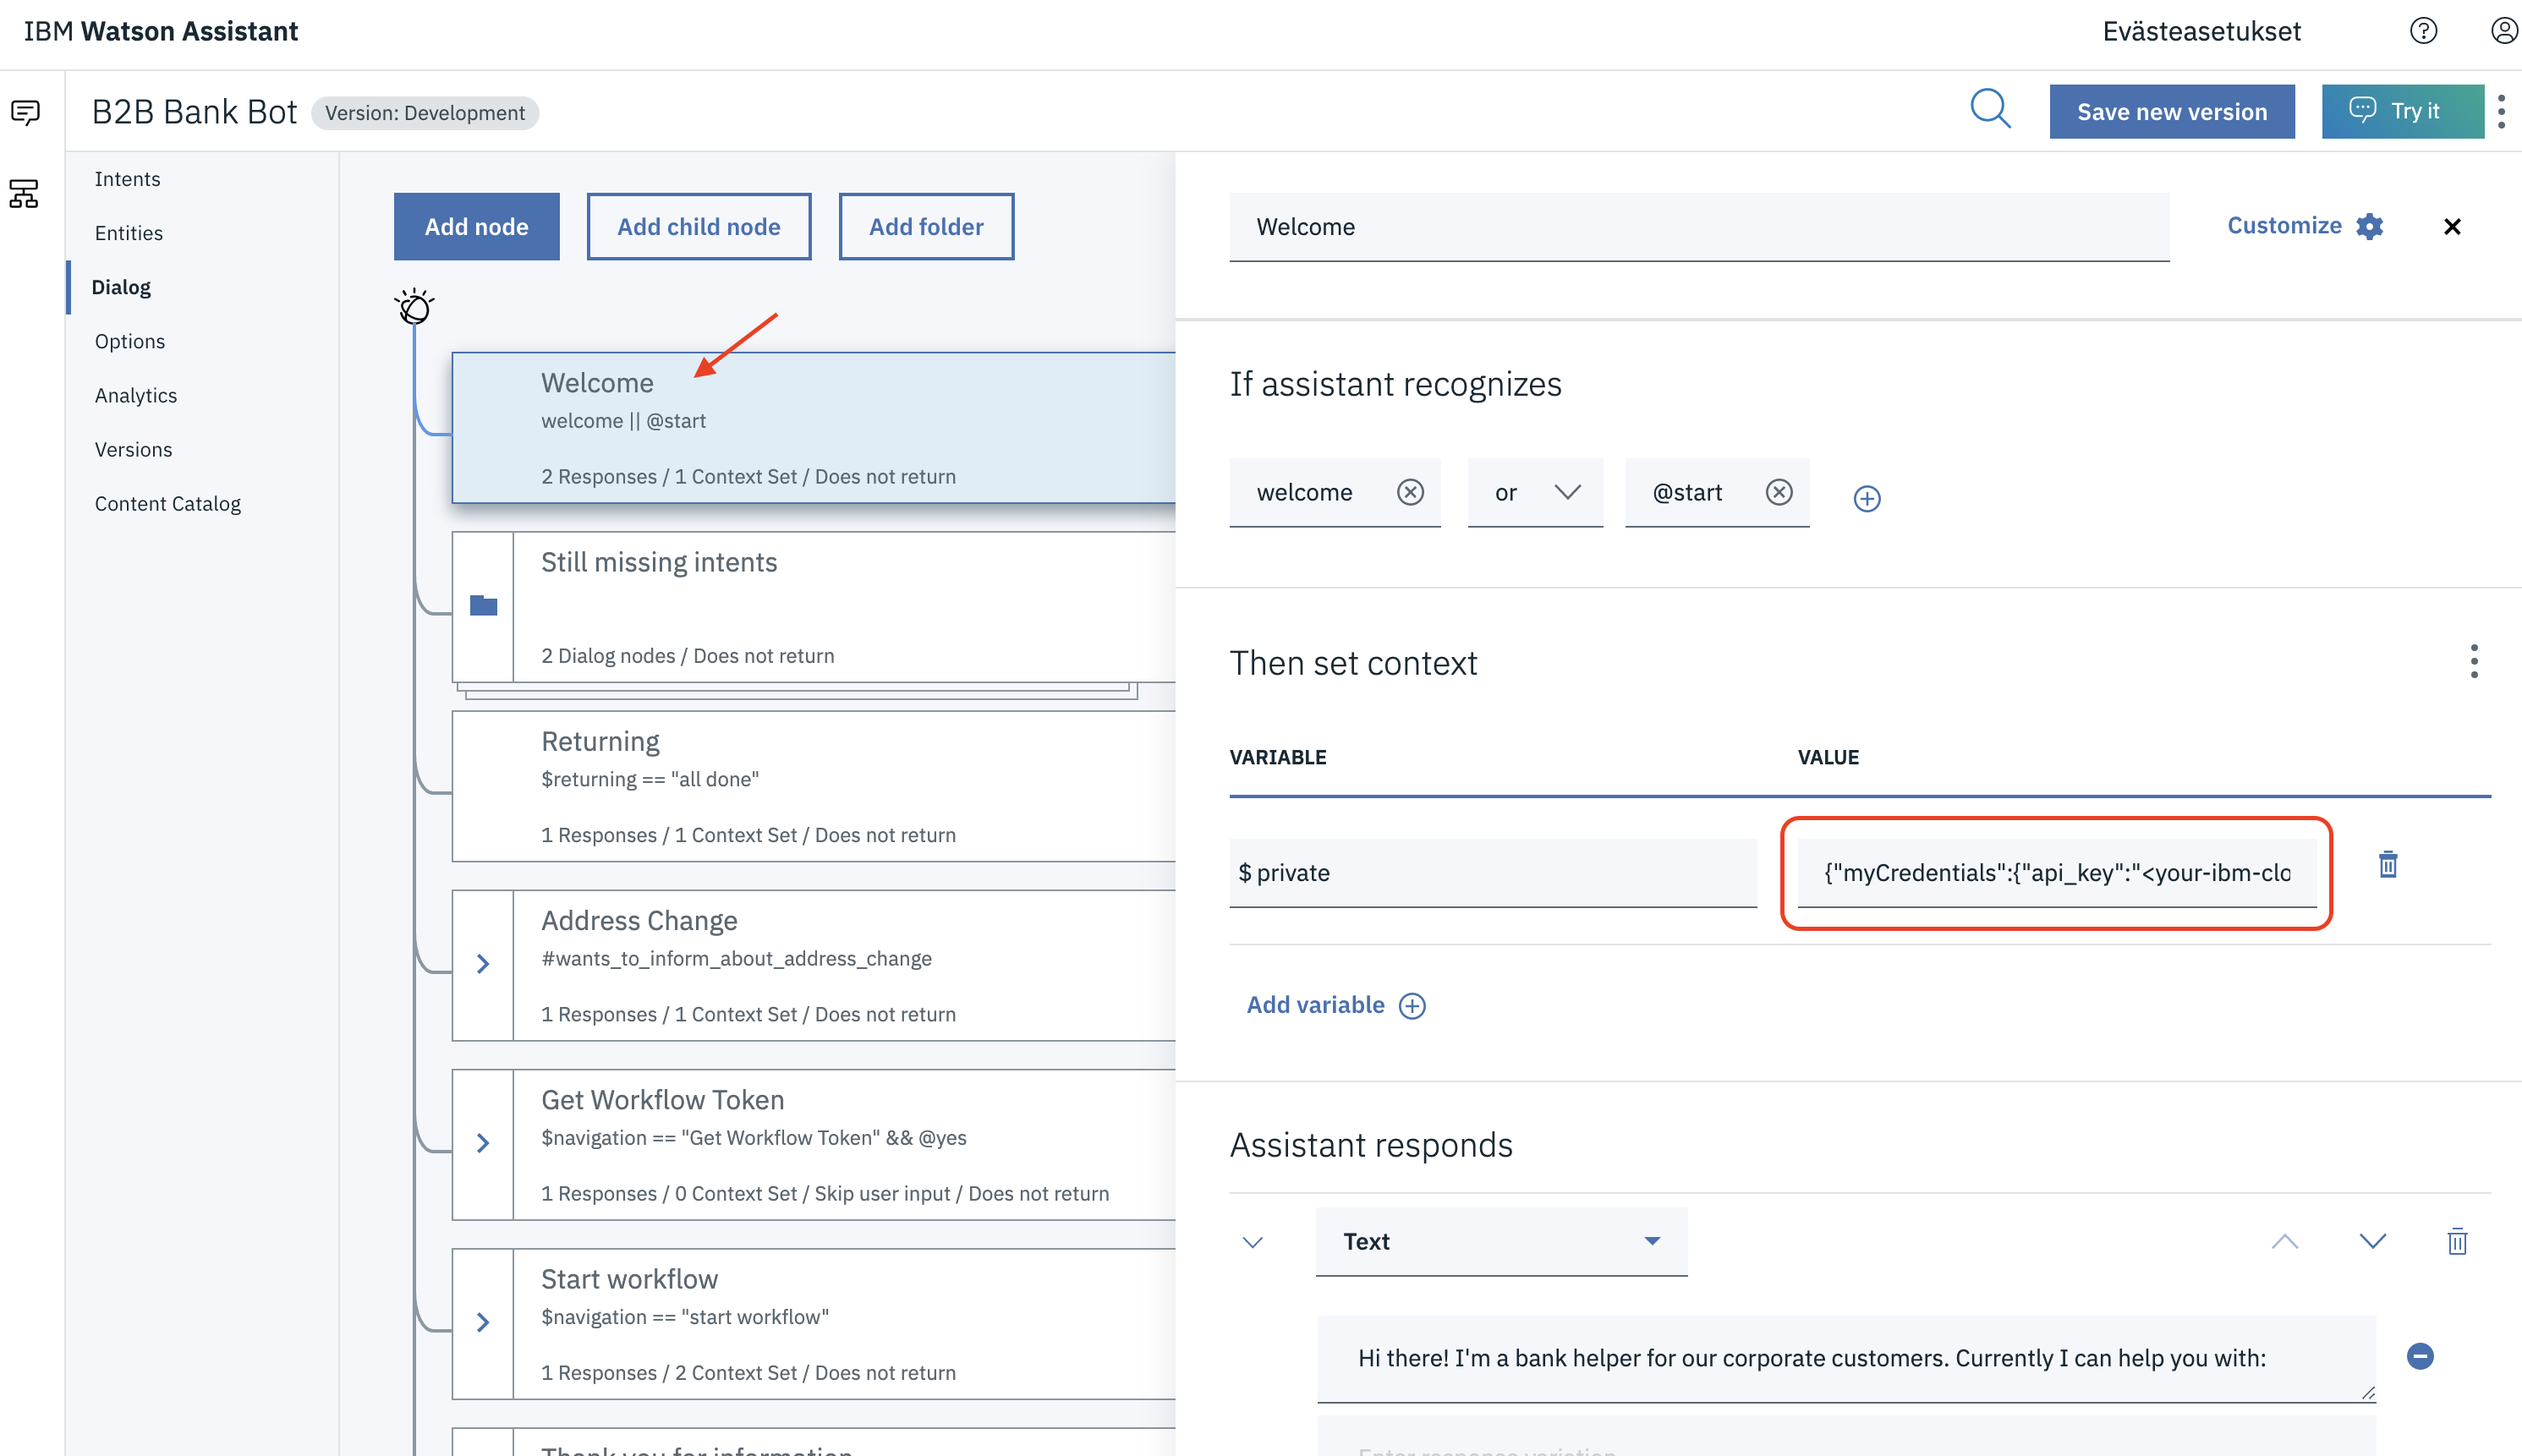 IBM Watson Assistant
Evästeasetukset
B2B Bank Bot
Version: Development
Save new version
Try it
Intents
Entities
Dialog
Options
Analytics
Versions
Content Catalog
Add node
Add child node
Add folder
Welcome
welcome || @start
2 Responses / 1 Context Set / Does not return
Still missing intents
2 Dialog nodes / Does not return
Returning
$returning == "all done"
1 Responses / 1 Context Set / Does not return
Address Change
#wants_to_inform_about_address_change
1 Responses / 1 Context Set / Does not return
Get Workflow Token
$navigation == "Get Workflow Token" && @yes
1 Responses / 0 Context Set / Skip user input / Does not return
Start workflow
$navigation == "start workflow"
1 Responses / 2 Context Set / Does not return
Thank you for information
Welcome
Customize
If assistant recognizes
welcome
or
@start
Then set context
VARIABLE
VALUE
$ private
{"myCredentials":{"api_key":"<your-ibm-clo
Add variable
Assistant responds
Text
Hi there! I'm a bank helper for our corporate customers. Currently I can help you with:
Enter response variation